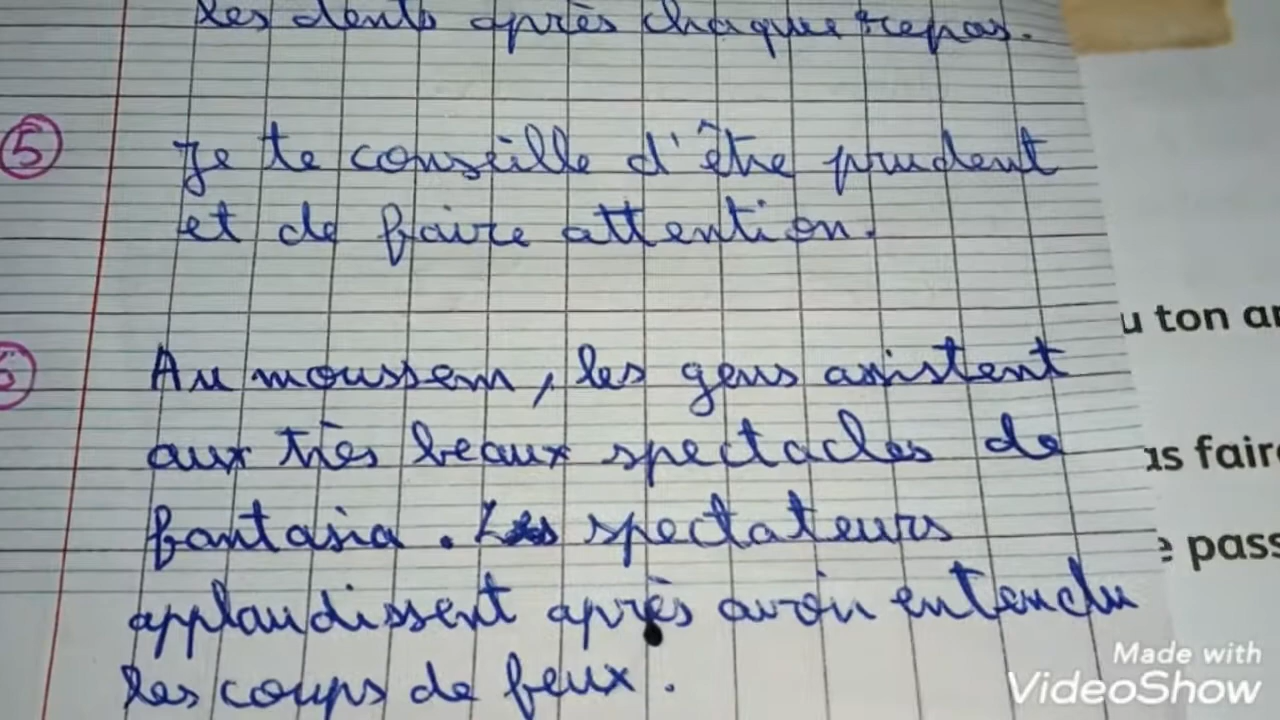 les dents après chaque repas.
5
Je te conseille d'être prudent
et de faire attention.
Au moussem, les gens assistent
aux très beaux spectacles de
fantasia. Les spectateurs
applaudissent après avoir entendu
les coups de feux.
u ton
as faire
e pass
Made with
VideoShow